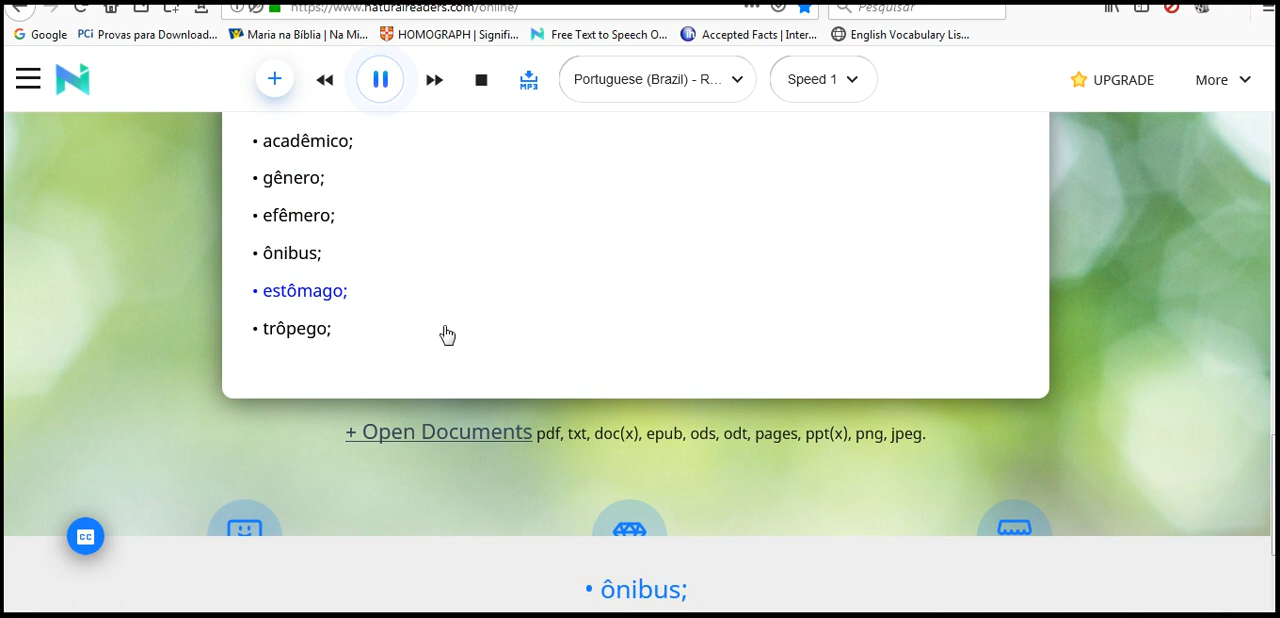 https://www.naturalreaders.com/online/
Pesquisar
Google PCi Provas para Download... Maria na Bíblia | Na Mi... HOMOGRAPH | Signifi... Free Text to Speech O... Accepted Facts | Inter... English Vocabulary Lis...
MP3 Portuguese (Brazil) - R... Speed 1 UPGRADE More
• acadêmico;
• gênero;
• efêmero;
• ônibus;
• estômago;
• trôpego;
+ Open Documents pdf, txt, doc(x), epub, ods, odt, pages, ppt(x), png, jpeg.
CC
• ônibus;